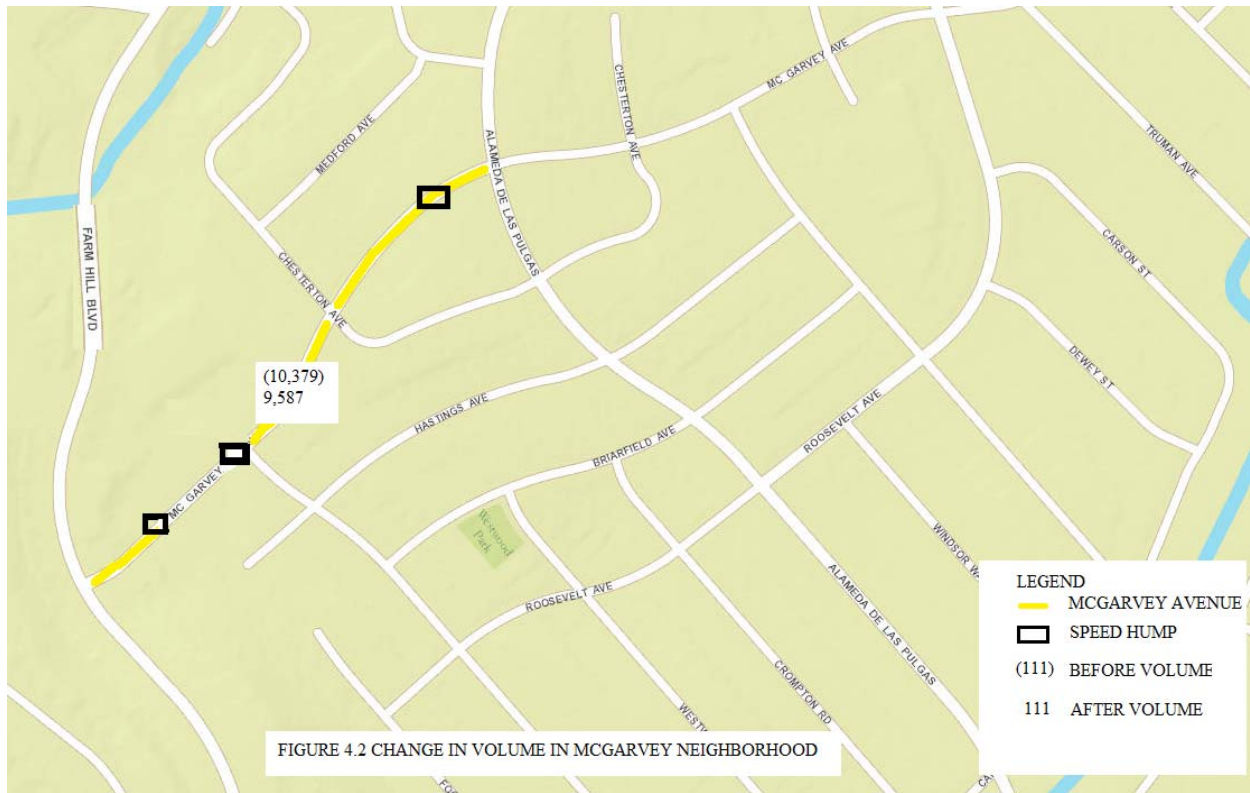 MC GARVEY AVE
CHESTERTON AVE
TRUMAN AVE
MEDFORD AVE
ALAMEDA DE LAS PULGAS
FARM HILL BLVD
CHESTERTON AVE
CARSON ST
DEWEY ST
(10,379)
9,587
HASTINGS AVE
ROOSEVELT AVE
BRIARFIELD AVE
MC GARVEY
Westwood
Park
WINDSOR WA
ROOSEVELT AVE
ALAMEDA DE LAS PULGAS
CROMPTON RD
WESTW
FO
CA
LEGEND
MCGARVEY AVENUE
SPEED HUMP
(111) BEFORE VOLUME
111 AFTER VOLUME
FIGURE 4.2 CHANGE IN VOLUME IN MCGARVEY NEIGHBORHOOD